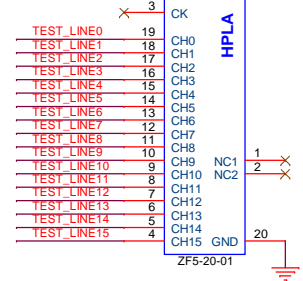 3 CK
HPLA
TEST_LINE0 19 CH0
TEST_LINE1 18 CH1
TEST_LINE2 17 CH2
TEST_LINE3 16 CH3
TEST_LINE4 15 CH4
TEST_LINE5 14 CH5
TEST_LINE6 13 CH6
TEST_LINE7 12 CH7
TEST_LINE8 11 CH8
TEST_LINE9 10 CH9 NC1 1
TEST_LINE10 9 CH10 NC2 2
TEST_LINE11 8 CH11
TEST_LINE12 7 CH12
TEST_LINE13 6 CH13
TEST_LINE14 5 CH14
TEST_LINE15 4 CH15 GND 20
ZF5-20-01